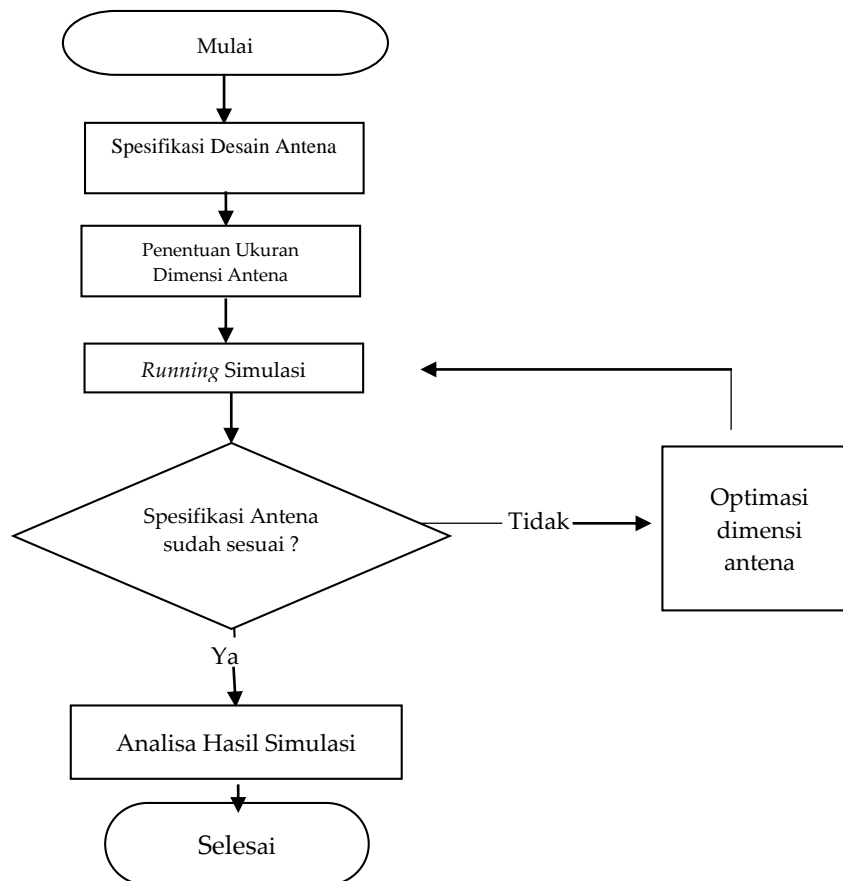 Mulai
Spesifikasi Desain Antena
Penentuan Ukuran
Dimensi Antena
Running Simulasi
Spesifikasi Antena
sudah sesuai ?
Tidak
Optimasi
dimensi
antena
Ya
Analisa Hasil Simulasi
Selesai